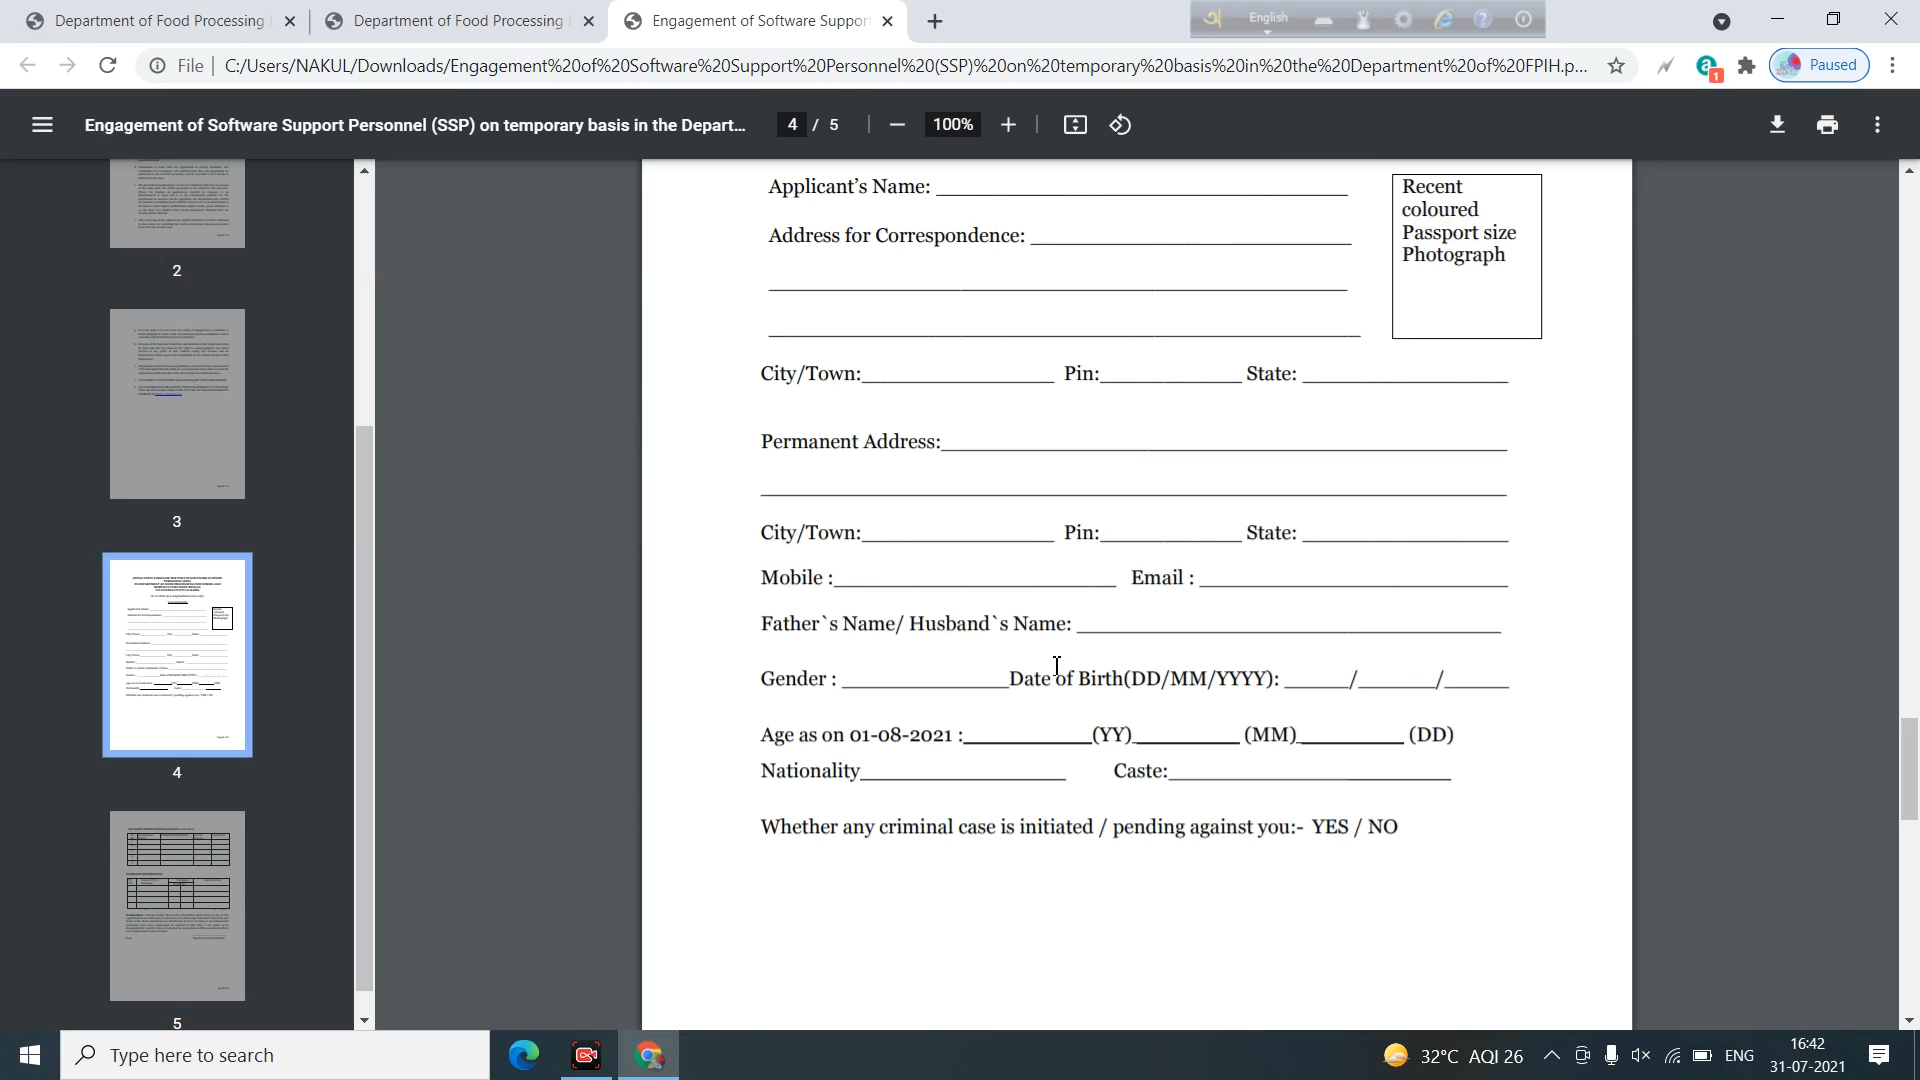 Department of Food Processing
Department of Food Processing
Engagement of Software Suppor
English
File
C:/Users/NAKUL/Downloads/Engagement%20of%20Software%20Support%20Personnel%20(SSP)%20on%20temporary%20basis%20in%20the%20Department%20of%20FPIH.p...
1
Paused
Engagement of Software Support Personnel (SSP) on temporary basis in the Depart...
4 / 5
100%
2
3
4
5
Applicant's Name:
Recent
coloured
Passport size
Photograph
Address for Correspondence:
City/Town: Pin: State:
Permanent Address:
City/Town: Pin: State:
Mobile : Email :
Father`s Name/ Husband`s Name:
Gender : Date of Birth(DD/MM/YYYY): / /
Age as on 01-08-2021 : (YY) (MM) (DD)
Nationality Caste:
Whether any criminal case is initiated / pending against you:- YES / NO
Type here to search
32°C AQI 26
ENG
16:42
31-07-2021